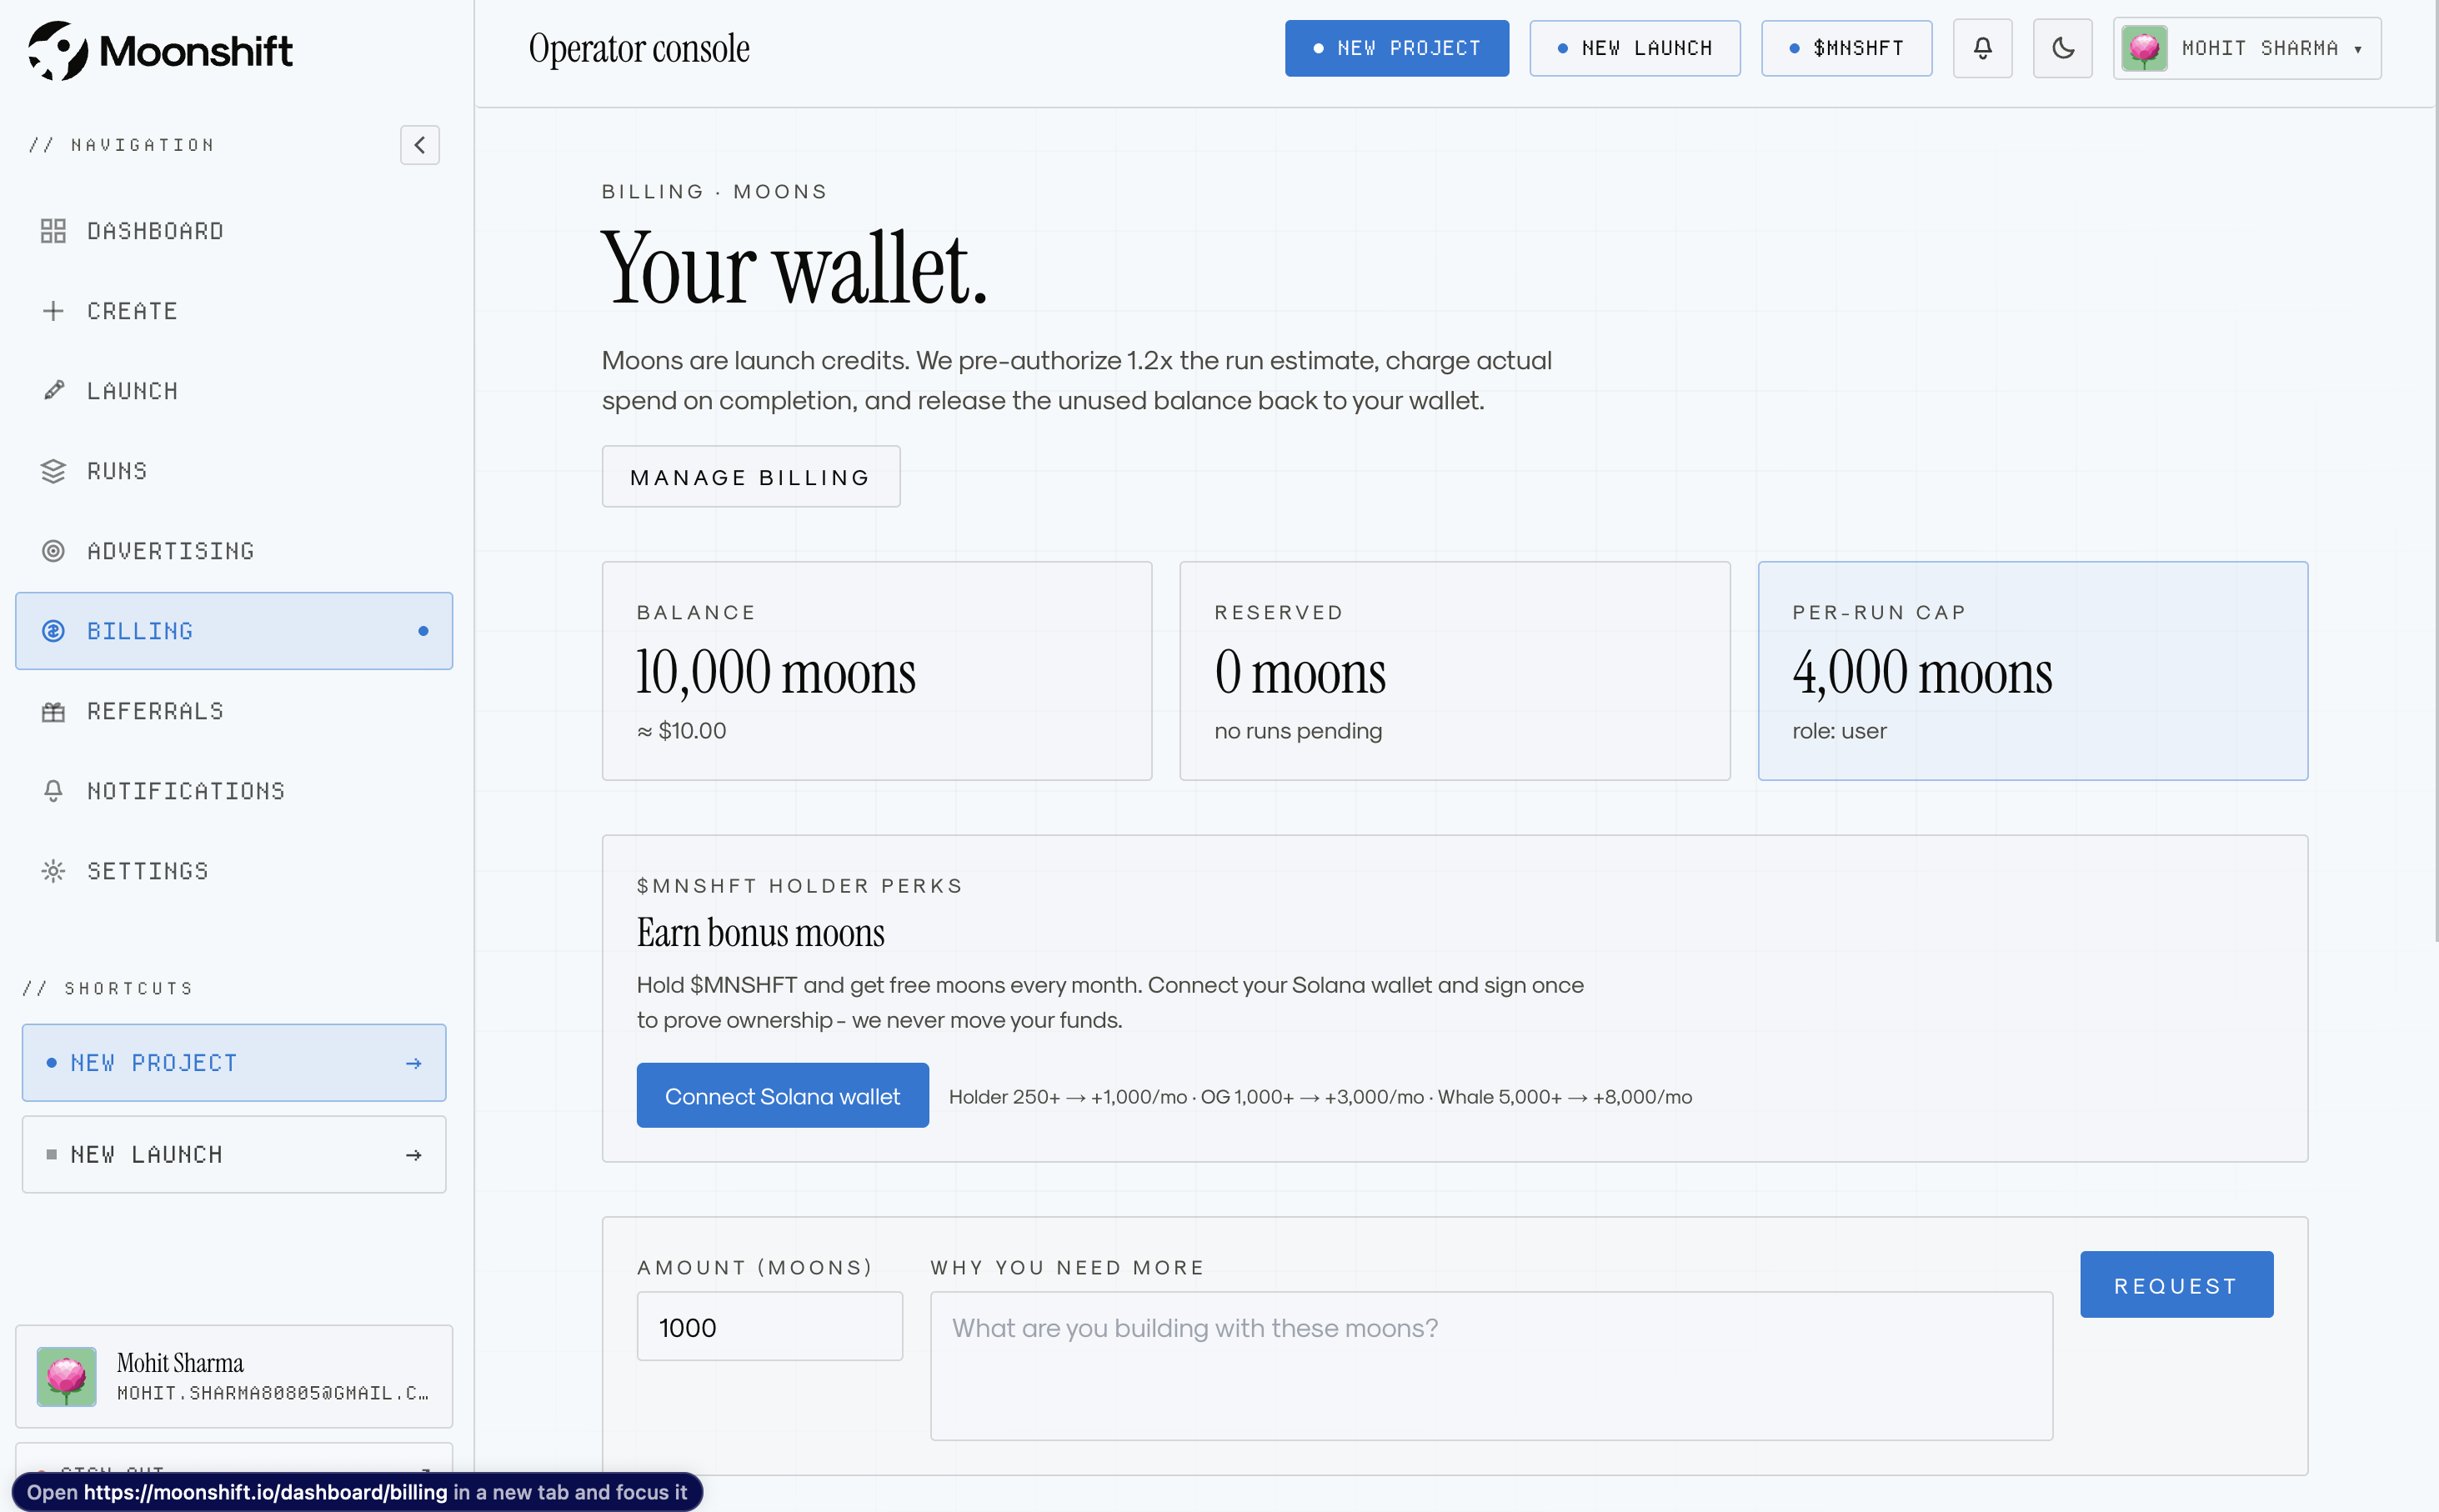 Moonshift
Operator console
NEW PROJECT
NEW LAUNCH
$MNSHFT
MOHIT SHARMA ▾
// NAVIGATION
DASHBOARD
CREATE
LAUNCH
RUNS
ADVERTISING
BILLING
REFERRALS
NOTIFICATIONS
SETTINGS
// SHORTCUTS
NEW PROJECT →
NEW LAUNCH →
Mohit Sharma
MOHIT.SHARMA80805@GMAIL.C…
SIGN OUT
Open https://moonshift.io/dashboard/billing in a new tab and focus it
BILLING · MOONS
Your wallet.
Moons are launch credits. We pre-authorize 1.2x the run estimate, charge actual
spend on completion, and release the unused balance back to your wallet.
MANAGE BILLING
BALANCE
10,000 moons
≈ $10.00
RESERVED
0 moons
no runs pending
PER-RUN CAP
4,000 moons
role: user
$MNSHFT HOLDER PERKS
Earn bonus moons
Hold $MNSHFT and get free moons every month. Connect your Solana wallet and sign once
to prove ownership - we never move your funds.
Connect Solana wallet
Holder 250+ → +1,000/mo · OG 1,000+ → +3,000/mo · Whale 5,000+ → +8,000/mo
AMOUNT (MOONS)
1000
WHY YOU NEED MORE
What are you building with these moons?
REQUEST